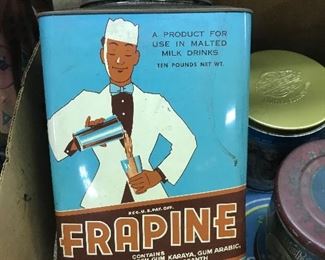 A PRODUCT FOR
USE IN MALTED
MILK DRINKS
TEN POUNDS NET WT.
REG. U.S. PAT. OFF.
FRAPINE
CONTAINS
GUM KARAYA, GUM ARABIC,